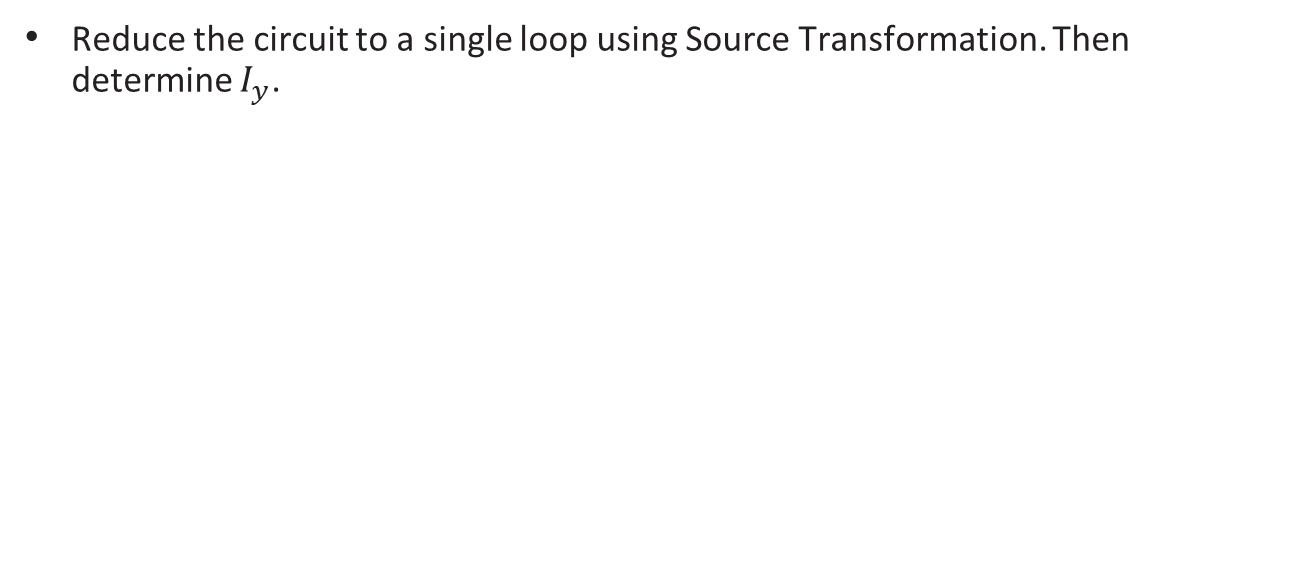 • Reduce the circuit to a single loop using Source Transformation. Then
determine I_y.